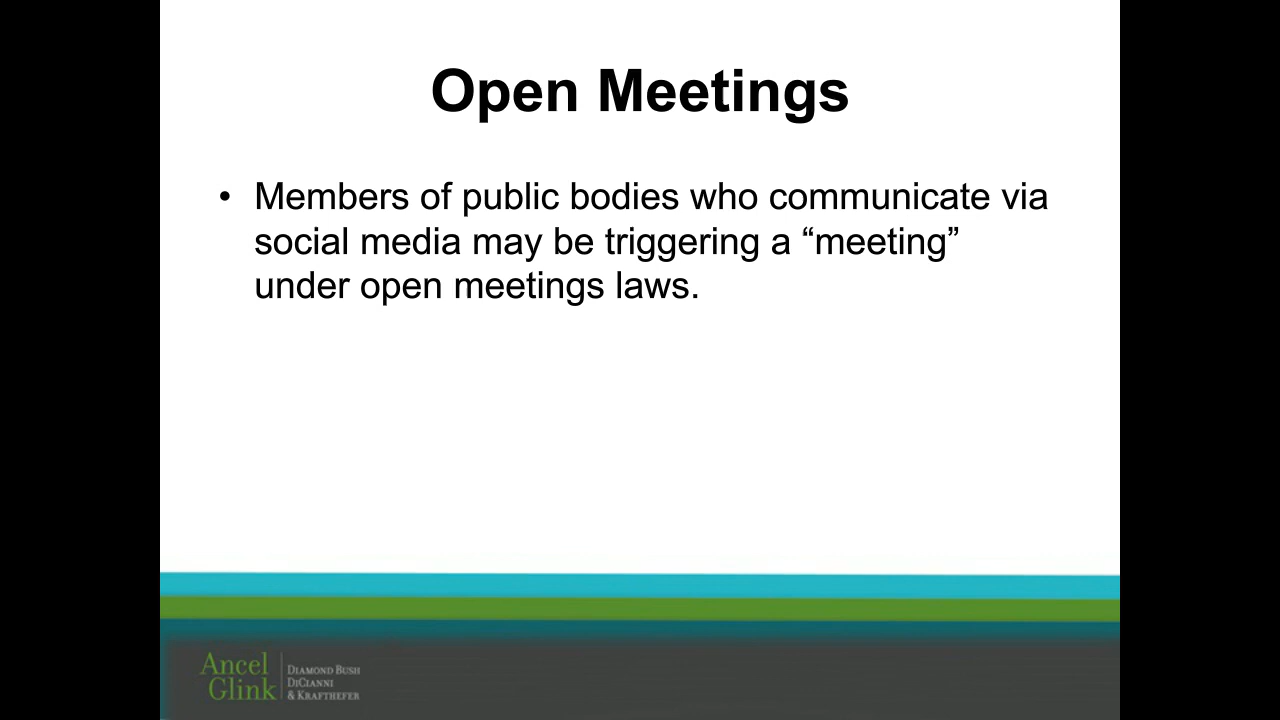 Open Meetings
• Members of public bodies who communicate via
social media may be triggering a “meeting”
under open meetings laws.
Ancel
Glink
DIAMOND BUSH
DICIANNI
& KRAFTHEFER